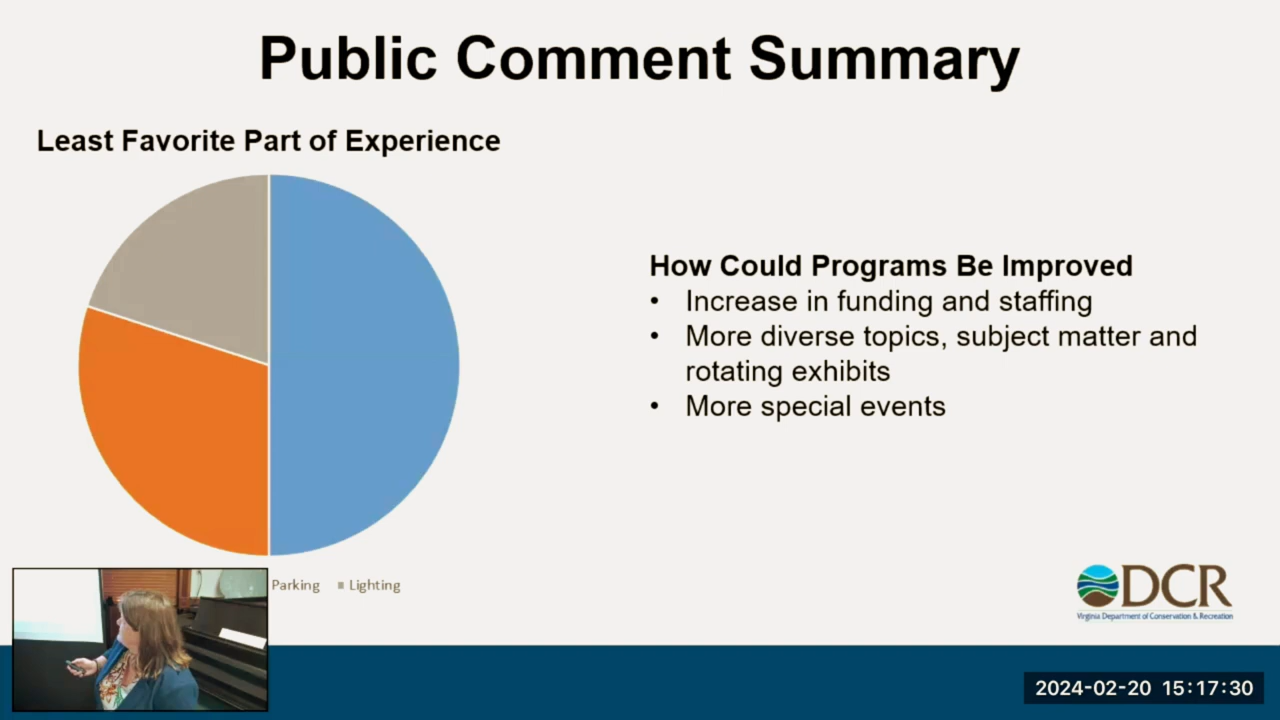 Public Comment Summary
Least Favorite Part of Experience
How Could Programs Be Improved
• Increase in funding and staffing
• More diverse topics, subject matter and
rotating exhibits
• More special events
Parking Lighting
DCR
Virginia Department of Conservation & Recreation
2024-02-20 15:17:30